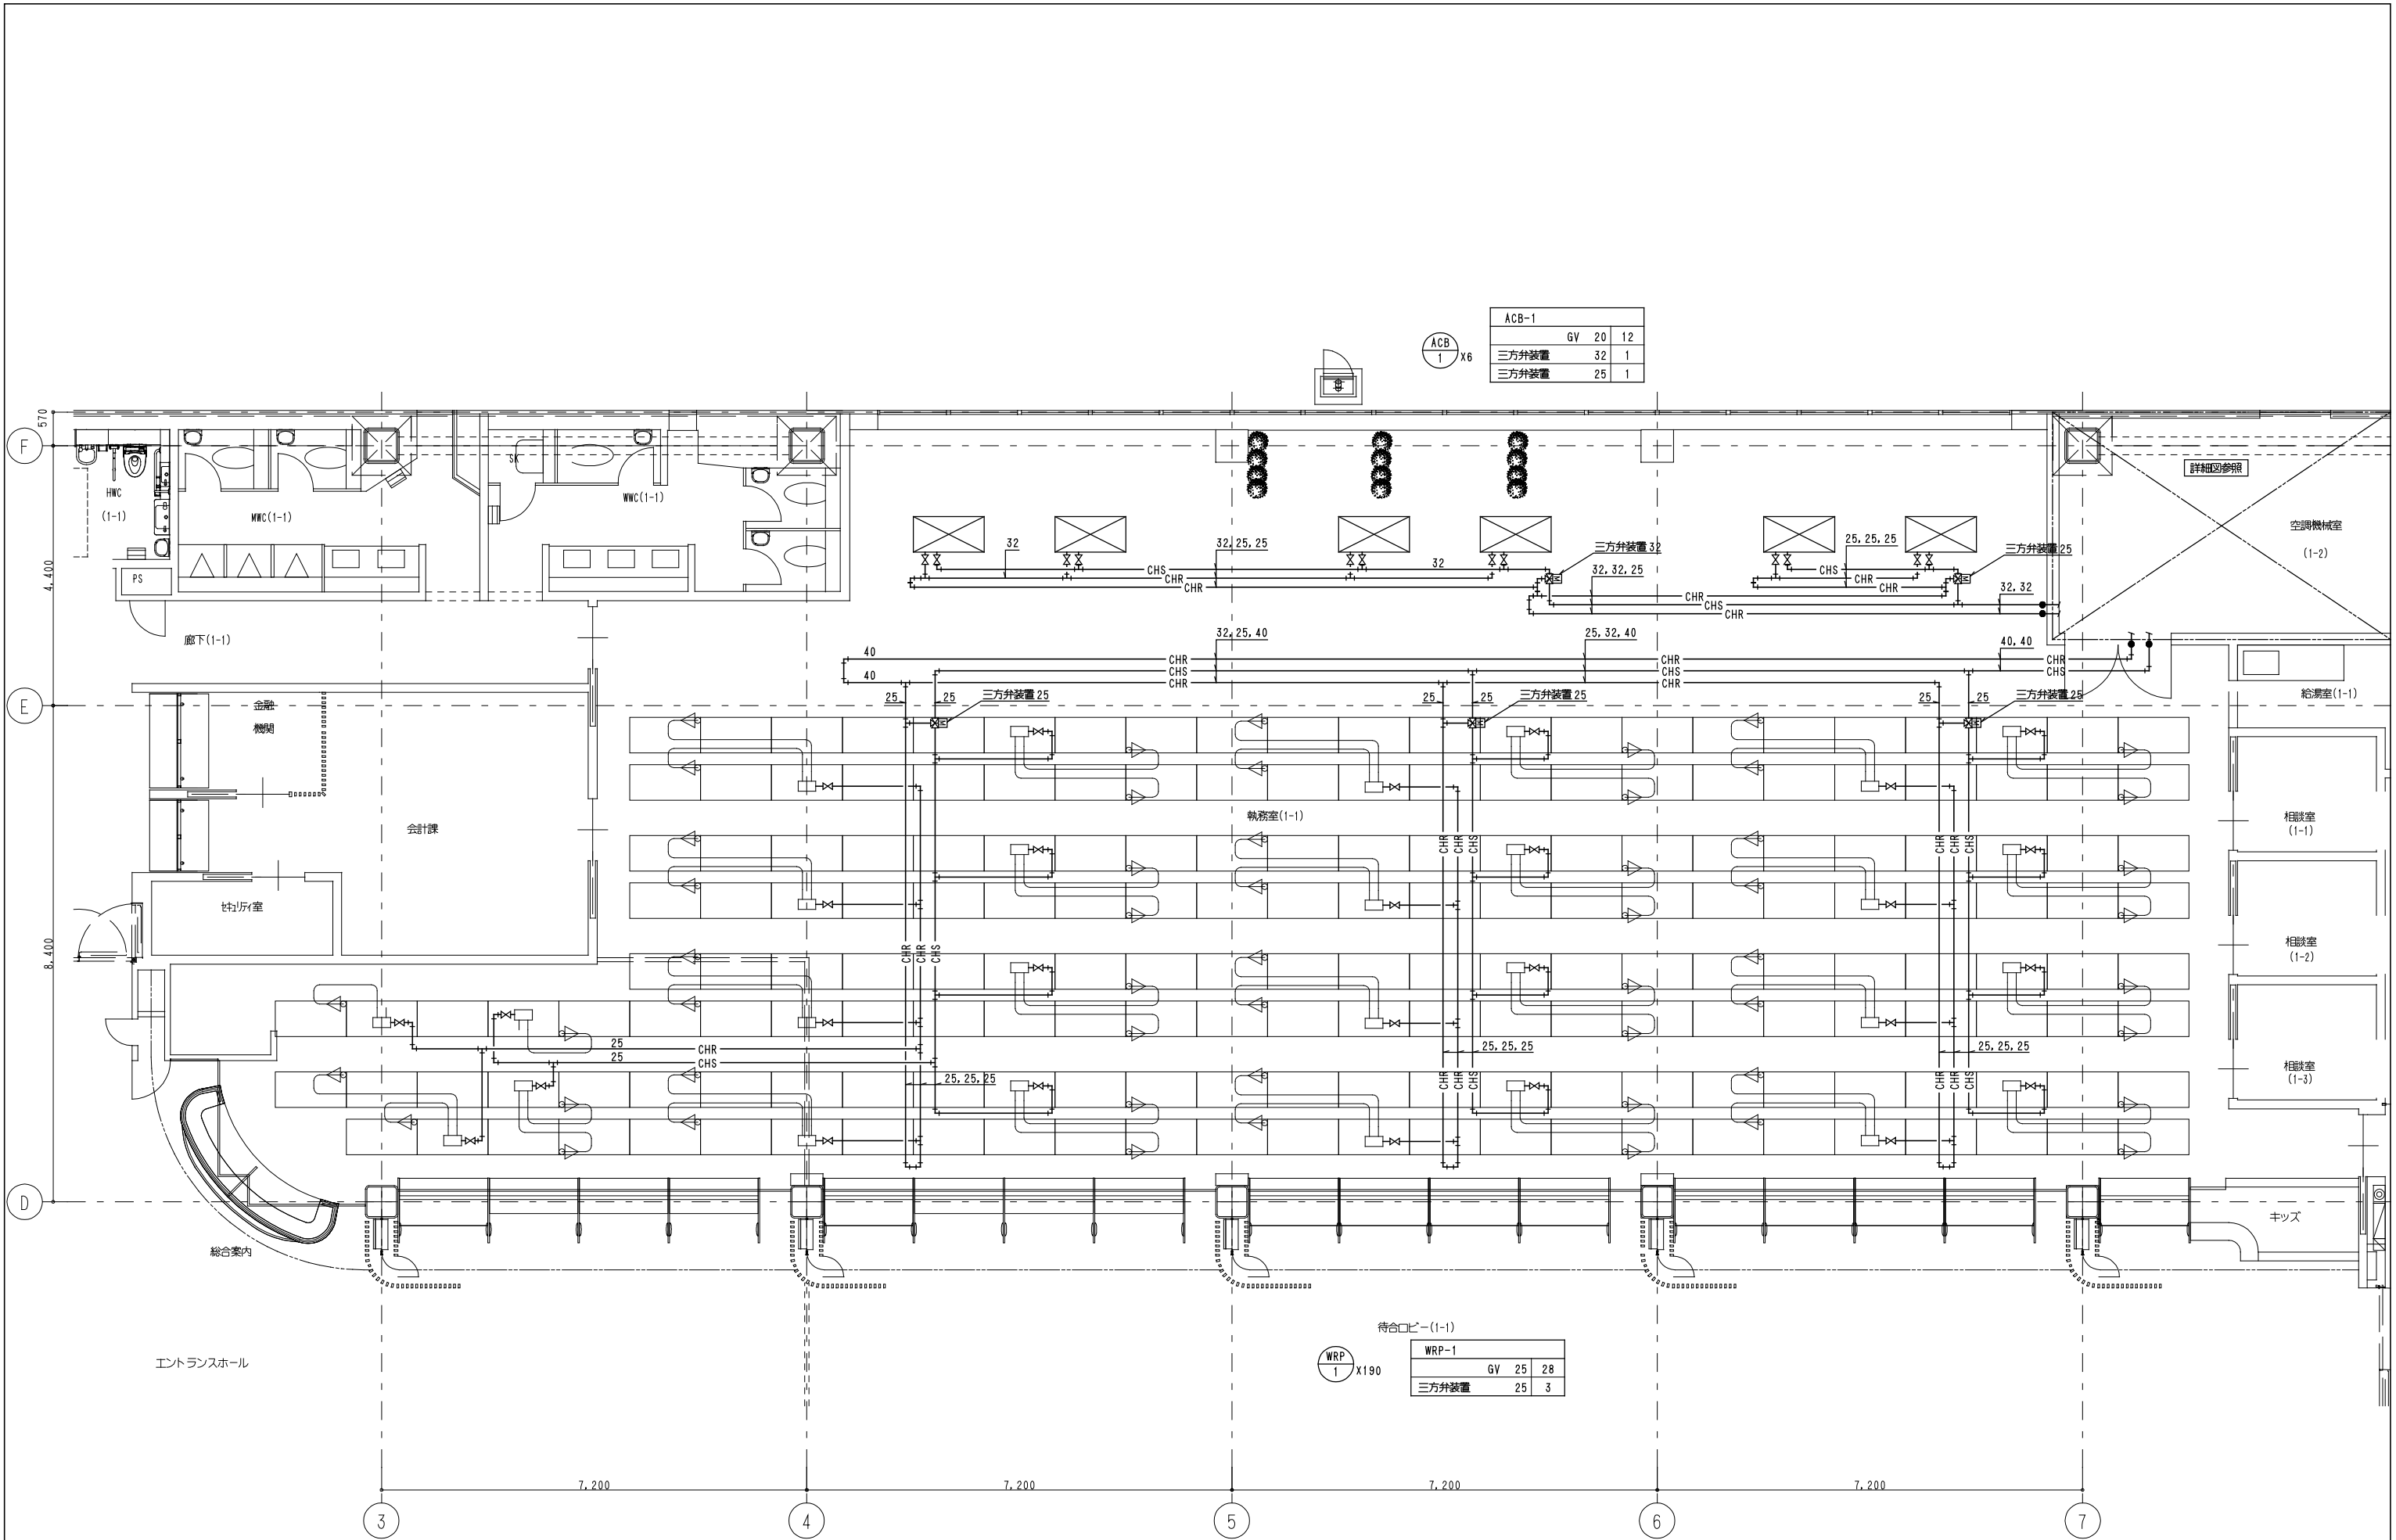 ACB-1
GV 20 12
三方弁装置 32 1
三方弁装置 25 1
ACB
1
X6
570
F
SK
HWC
(1-1)
MWC(1-1)
WWC(1-1)
詳細図参照
空調機械室
(1-2)
PS
4,400
32
32,25,25
三方弁装置 32
25,25,25
三方弁装置 25
CHS
32
CHS
CHR
CHR
CHR
CHR
32,32,25
32,32
CHR
CHS
CHR
廊下(1-1)
32,25,40
25,32,40
40,40
40
CHR
CHR
CHR
CHS
CHS
CHS
40
CHR
CHR
E
金融
機関
25
25
三方弁装置 25
25
25
三方弁装置 25
25
25
三方弁装置 25
給湯室(1-1)
会計課
執務室(1-1)
相談室
(1-1)
CHR
CHR
CHS
CHR
CHR
CHS
セキュリティ室
8,400
CHR
CHR
CHS
相談室
(1-2)
25
CHR
25
CHS
25,25,25
25,25,25
25,25,25
CHR
CHR
CHS
CHR
CHR
CHS
相談室
(1-3)
D
総合案内
キッズ
待合ロビー(1-1)
エントランスホール
WRP
1
X190
WRP-1
GV 25 28
三方弁装置 25 3
7,200
7,200
7,200
7,200
3
4
5
6
7